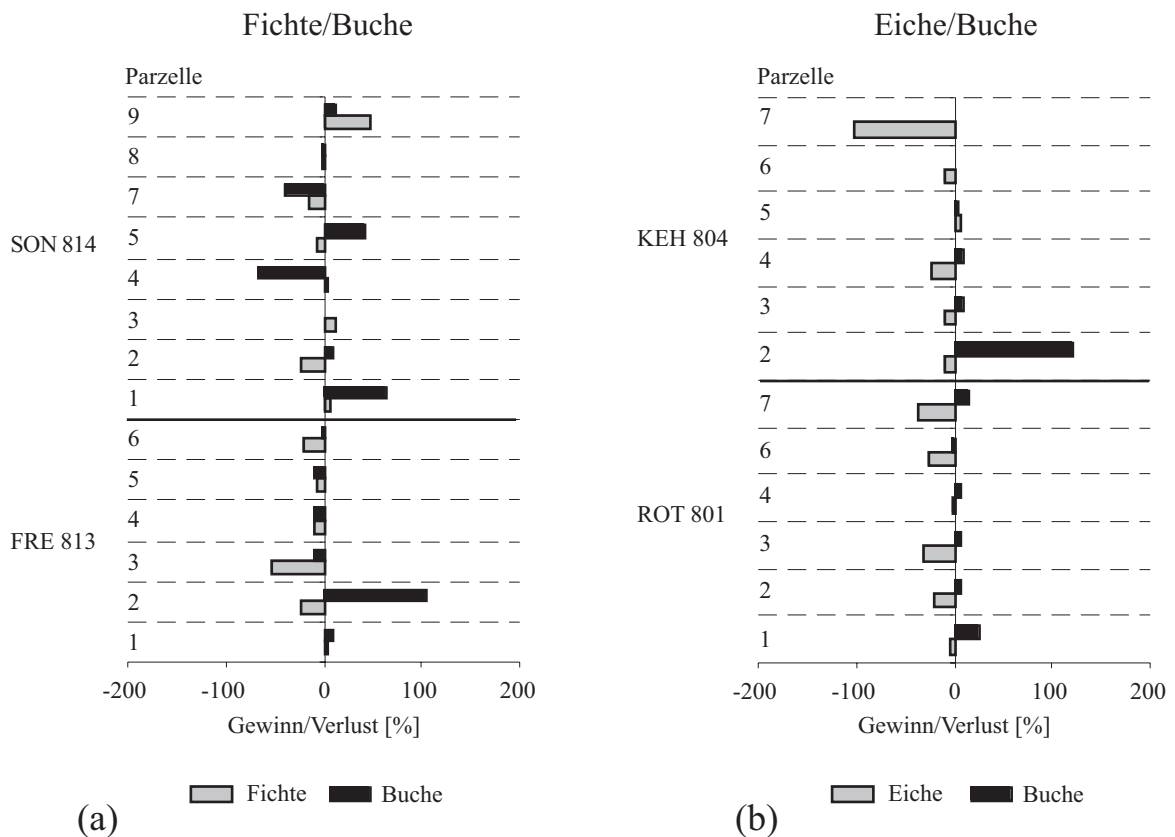 Fichte/Buche
Parzelle
9
8
7
SON 814
5
4
3
2
1
6
5
4
FRE 813
3
2
1
-200 -100 0 100 200
Gewinn/Verlust [%]
Fichte Buche
(a)
Eiche/Buche
Parzelle
7
6
5
KEH 804
4
3
2
7
6
4
ROT 801
3
2
1
-200 -100 0 100 200
Gewinn/Verlust [%]
Eiche Buche
(b)